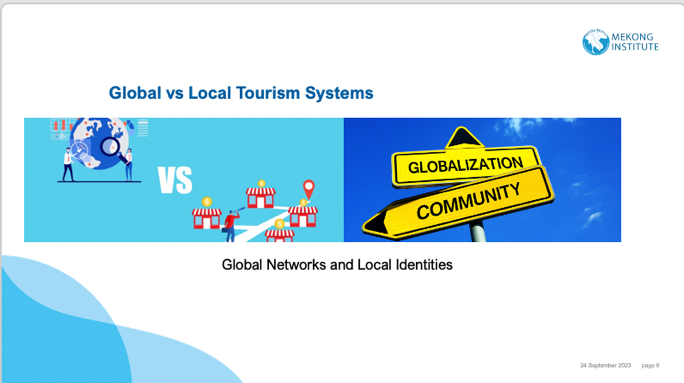 MEKONG
INSTITUTE
Global vs Local Tourism Systems
VS
GLOBALIZATION
COMMUNITY
Global Networks and Local Identities
24 September 2023 page 9